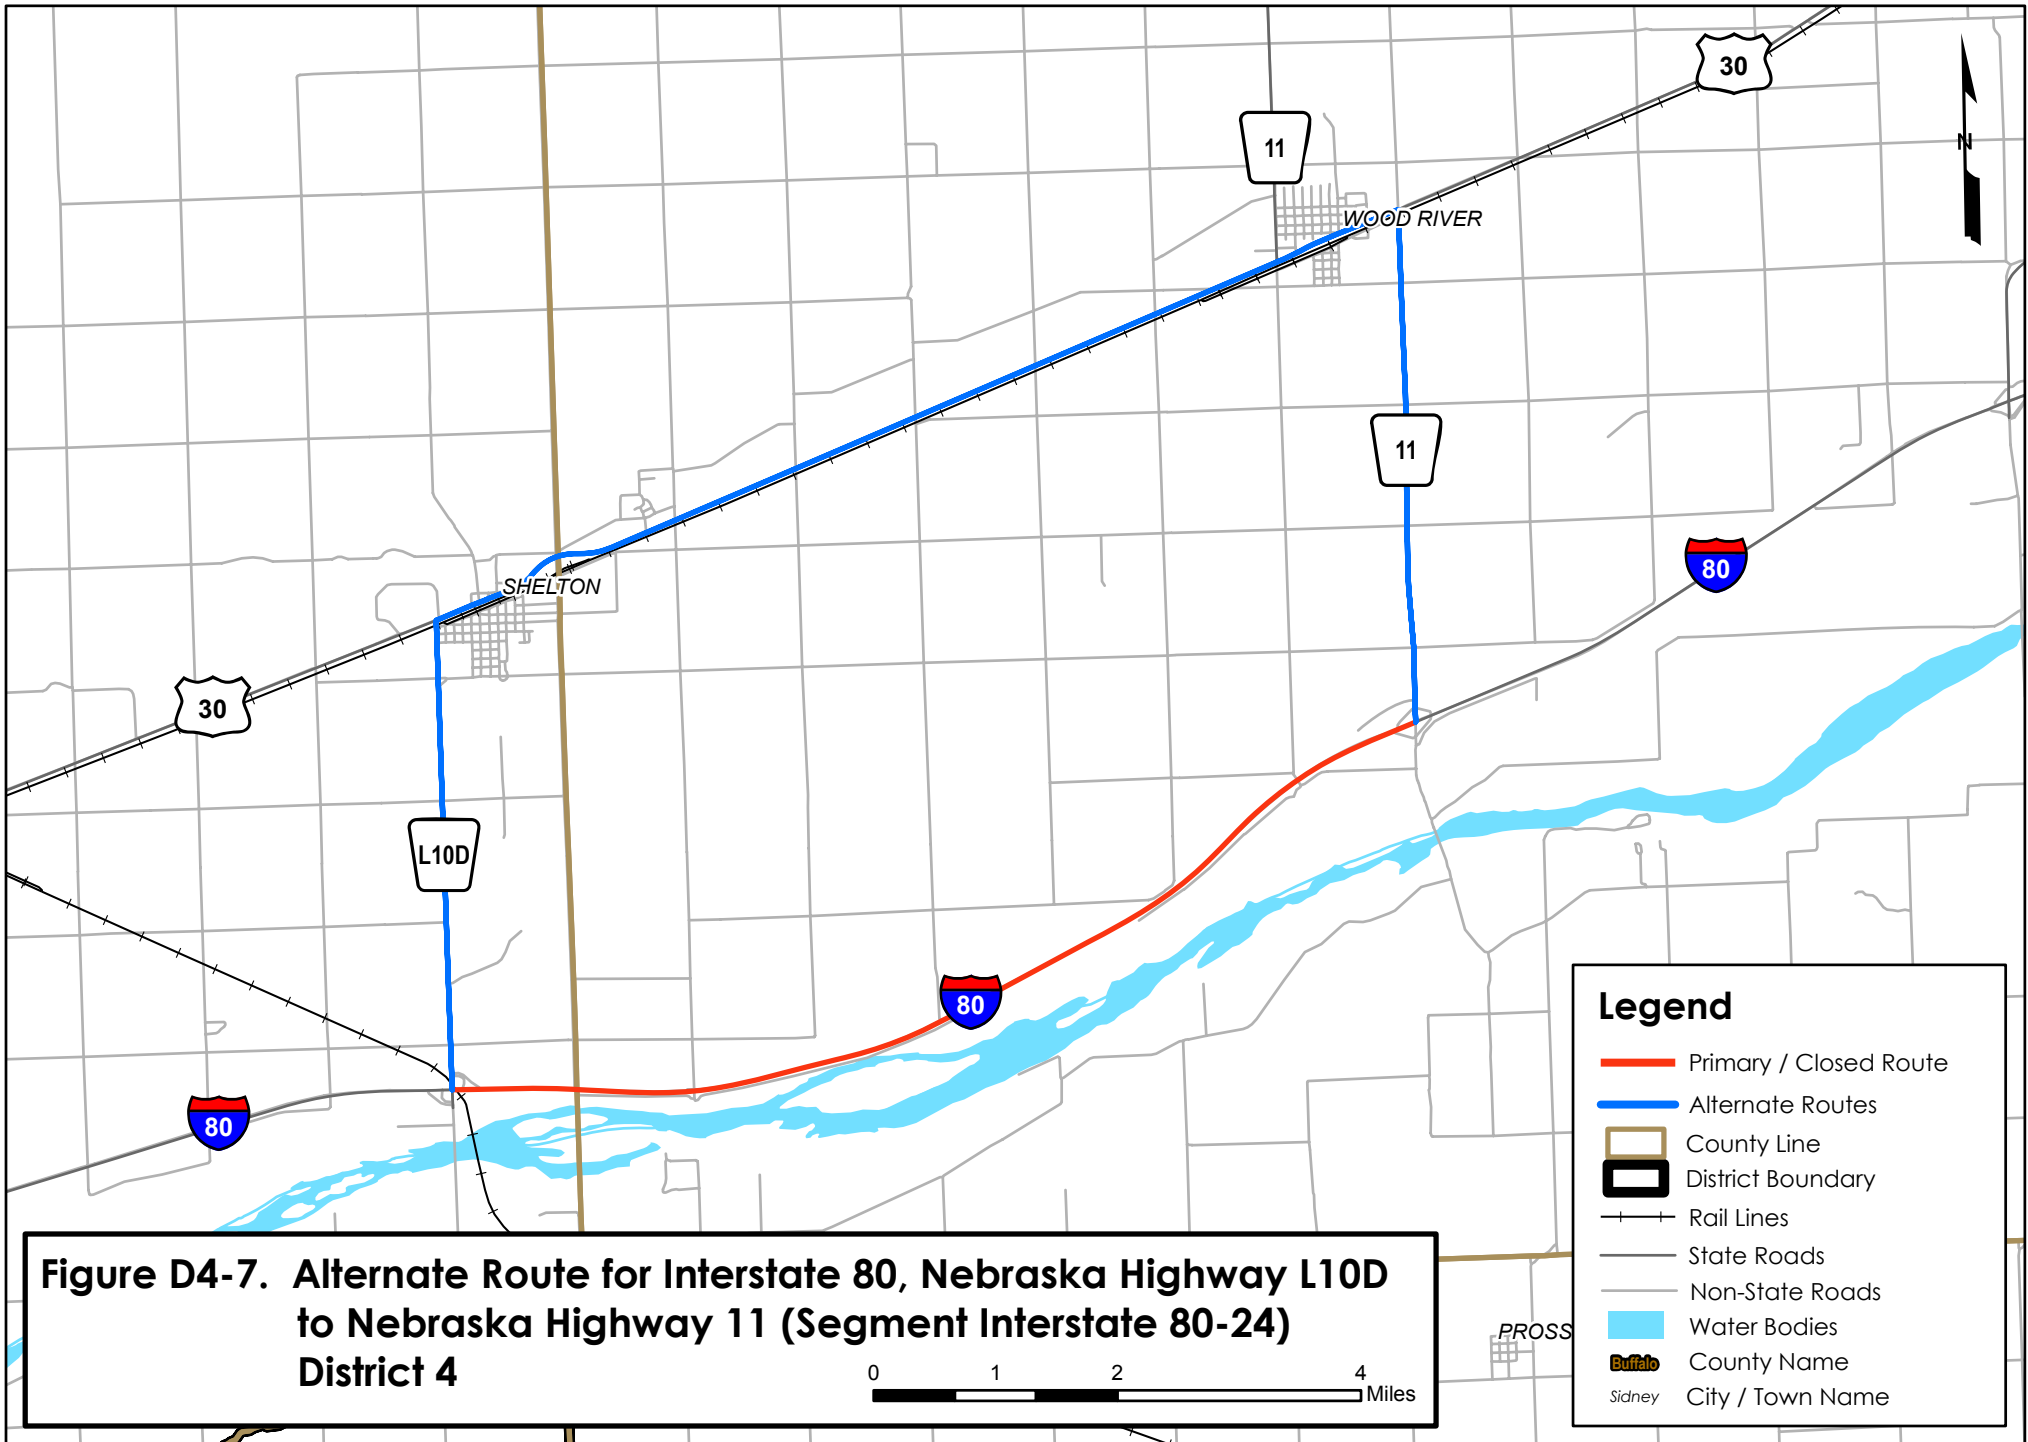 30
11
N
WOOD RIVER
11
80
SHELTON
30
L10D
80
80
Legend
Primary / Closed Route
Alternate Routes
County Line
District Boundary
Rail Lines
State Roads
Non-State Roads
Water Bodies
Buffalo County Name
Sidney City / Town Name
PROSS
Figure D4-7. Alternate Route for Interstate 80, Nebraska Highway L10D
to Nebraska Highway 11 (Segment Interstate 80-24)
District 4
0 1 2 4
Miles